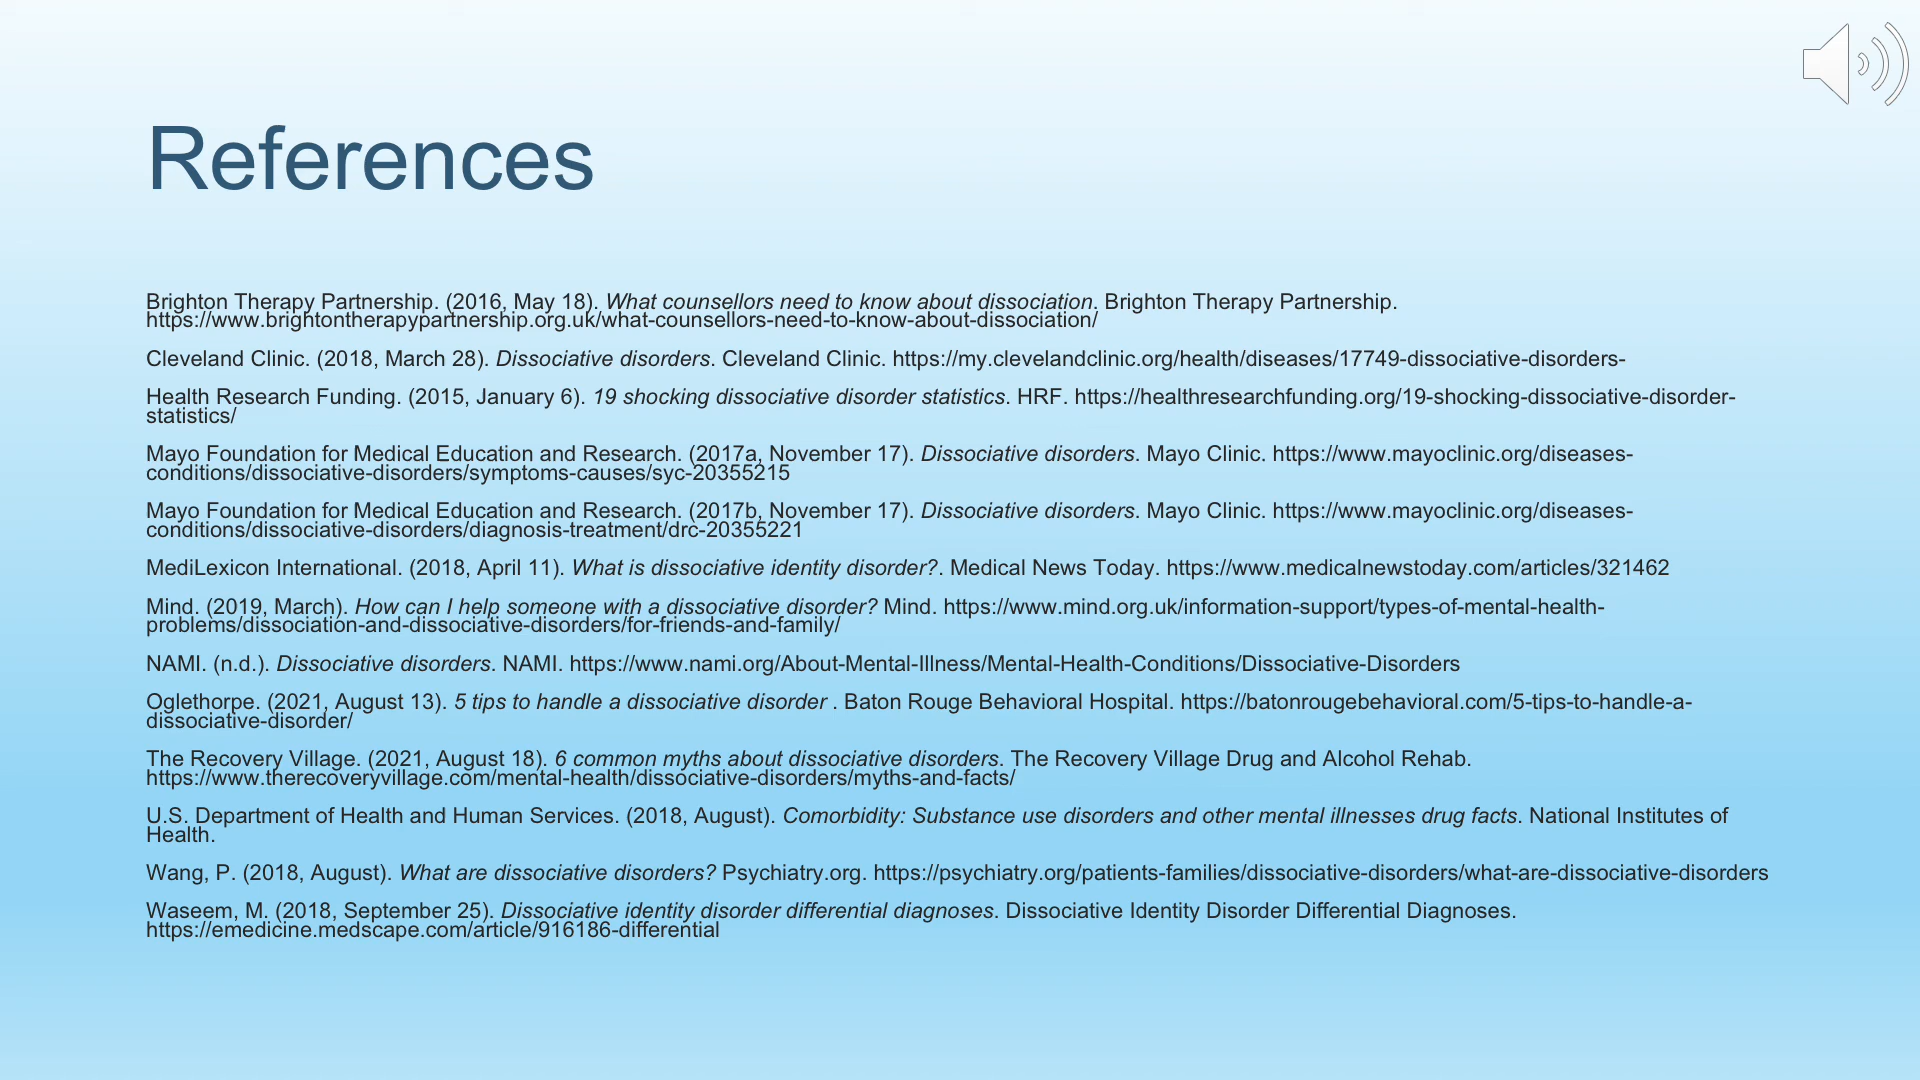 References
Brighton Therapy Partnership. (2016, May 18). What counsellors need to know about dissociation. Brighton Therapy Partnership.
https://www.brightontherapypartnership.org.uk/what-counsellors-need-to-know-about-dissociation/
Cleveland Clinic. (2018, March 28). Dissociative disorders. Cleveland Clinic. https://my.clevelandclinic.org/health/diseases/17749-dissociative-disorders-
Health Research Funding. (2015, January 6). 19 shocking dissociative disorder statistics. HRF. https://healthresearchfunding.org/19-shocking-dissociative-disorder-
statistics/
Mayo Foundation for Medical Education and Research. (2017a, November 17). Dissociative disorders. Mayo Clinic. https://www.mayoclinic.org/diseases-
conditions/dissociative-disorders/symptoms-causes/syc-20355215
Mayo Foundation for Medical Education and Research. (2017b, November 17). Dissociative disorders. Mayo Clinic. https://www.mayoclinic.org/diseases-
conditions/dissociative-disorders/diagnosis-treatment/drc-20355221
MediLexicon International. (2018, April 11). What is dissociative identity disorder?. Medical News Today. https://www.medicalnewstoday.com/articles/321462
Mind. (2019, March). How can I help someone with a dissociative disorder? Mind. https://www.mind.org.uk/information-support/types-of-mental-health-
problems/dissociation-and-dissociative-disorders/for-friends-and-family/
NAMI. (n.d.). Dissociative disorders. NAMI. https://www.nami.org/About-Mental-Illness/Mental-Health-Conditions/Dissociative-Disorders
Oglethorpe. (2021, August 13). 5 tips to handle a dissociative disorder . Baton Rouge Behavioral Hospital. https://batonrougebehavioral.com/5-tips-to-handle-a-
dissociative-disorder/
The Recovery Village. (2021, August 18). 6 common myths about dissociative disorders. The Recovery Village Drug and Alcohol Rehab.
https://www.therecoveryvillage.com/mental-health/dissociative-disorders/myths-and-facts/
U.S. Department of Health and Human Services. (2018, August). Comorbidity: Substance use disorders and other mental illnesses drug facts. National Institutes of
Health.
Wang, P. (2018, August). What are dissociative disorders? Psychiatry.org. https://psychiatry.org/patients-families/dissociative-disorders/what-are-dissociative-disorders
Waseem, M. (2018, September 25). Dissociative identity disorder differential diagnoses. Dissociative Identity Disorder Differential Diagnoses.
https://emedicine.medscape.com/article/916186-differential